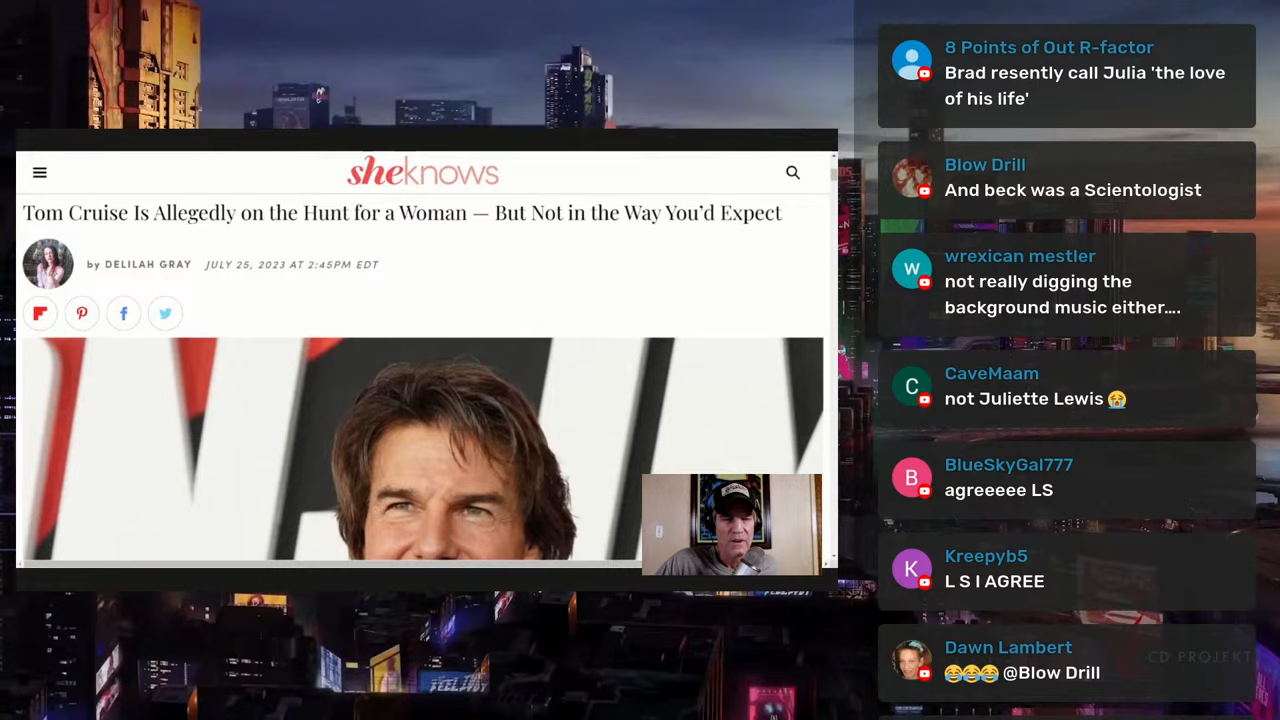 sheknows
Tom Cruise Is Allegedly on the Hunt for a Woman — But Not in the Way You'd Expect
by DELILAH GRAY JULY 25, 2023 AT 2:45PM EDT
8 Points of Out R-factor
Brad resently call Julia 'the love
of his life'
Blow Drill
And beck was a Scientologist
W
wrexican mestler
not really digging the
background music either....
C
CaveMaam
not Juliette Lewis 😭
B
BlueSkyGal777
agreeeee LS
K
Kreepyb5
L S I AGREE
Dawn Lambert
😂😂😂 @Blow Drill
CD PROJEKT